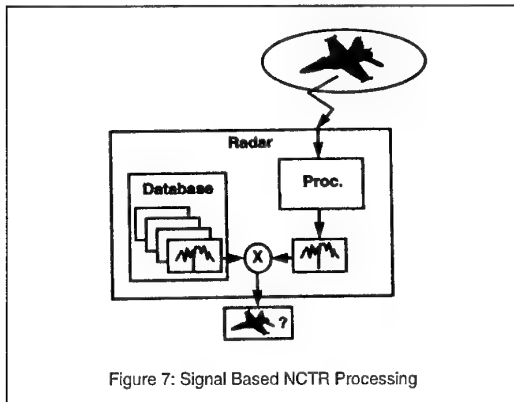 Radar
Proc.
Database
X
?
Figure 7: Signal Based NCTR Processing